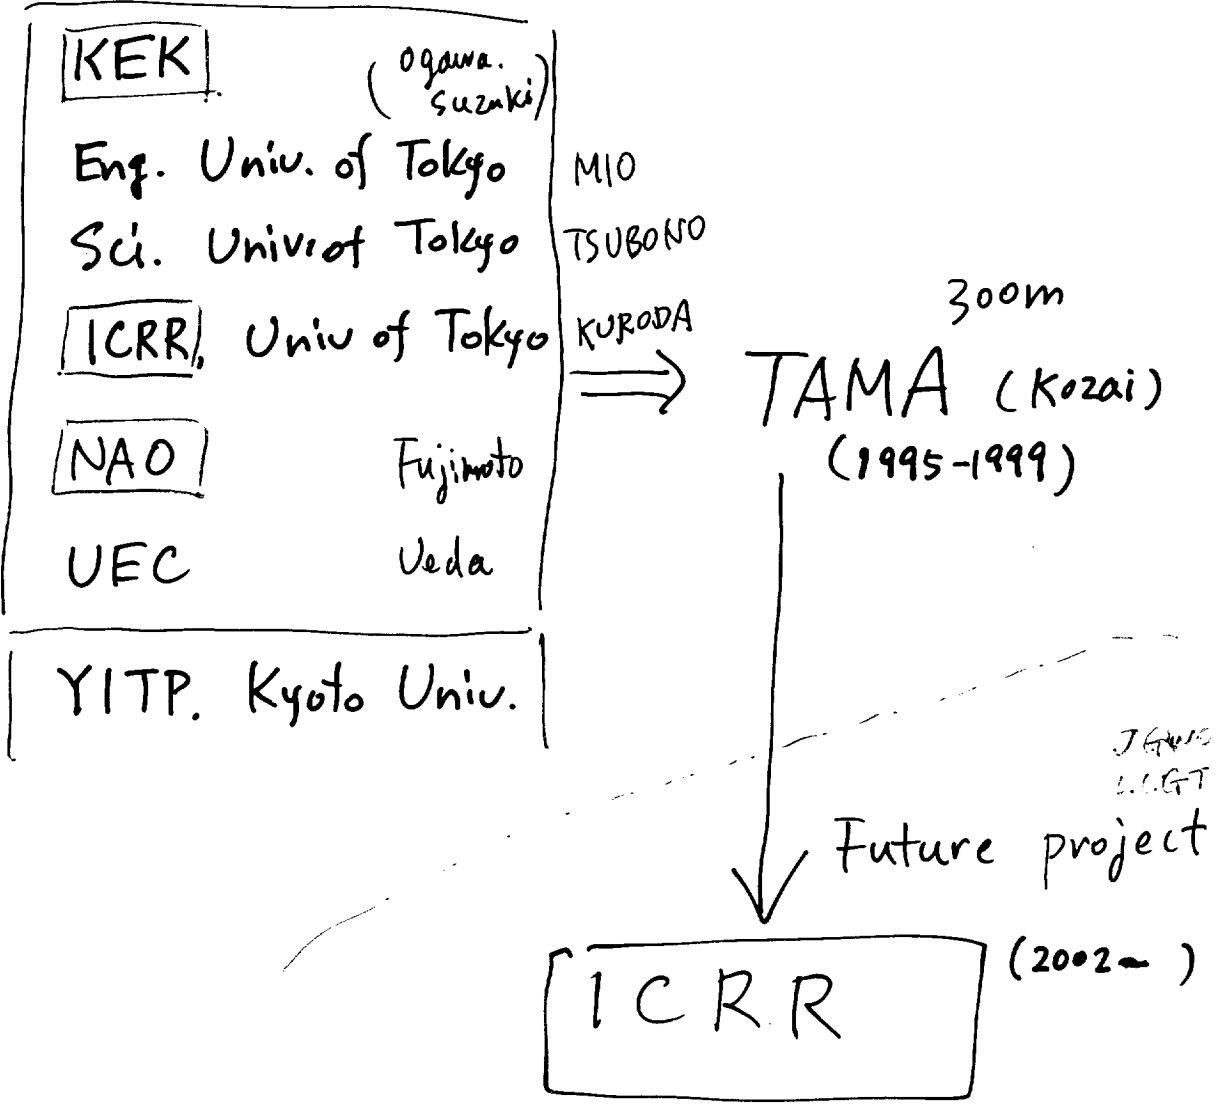 KEK
(ogawa.
suzuki)
Eng. Univ. of Tokyo MIO
Sci. Univ. of Tokyo TSUBONO
ICRR, Univ of Tokyo KURODA
NAO Fujimoto
UEC Ueda
YITP. Kyoto Univ.
300m
TAMA (Kozai)
(1995-1999)
LCGT
Future project
ICRR
(2002~ )